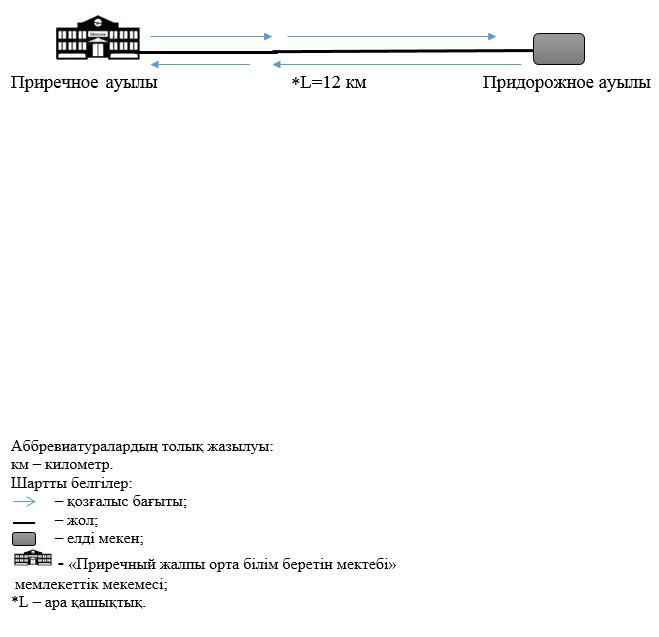 Приречное ауылы *L=12 км Придорожное ауылы
Аббревиатуралардың толық жазылуы:
км – километр.
Шартты белгілер:
– қозғалыс бағыты;
– жол;
– елді мекен;
- «Приречный жалпы орта білім беретін мектебі»
мемлекеттік мекемесі;
*L – ара қашықтық.